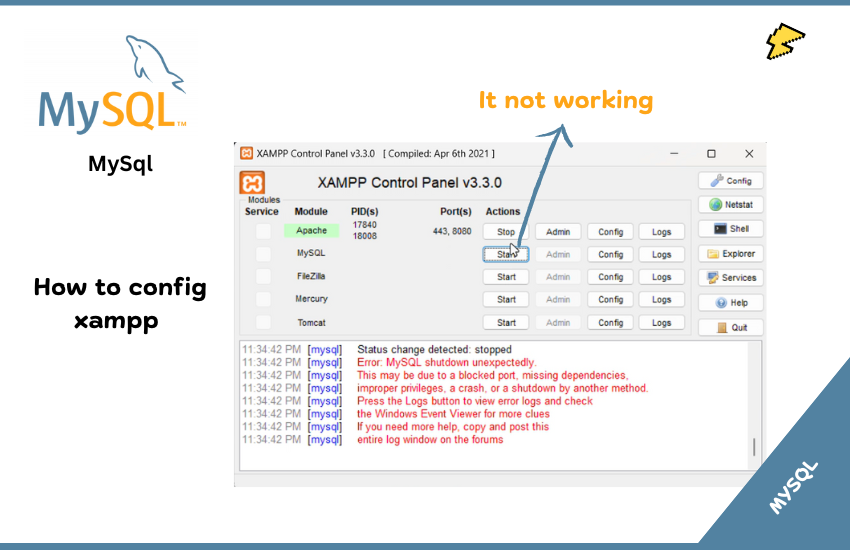 MySQL™
MySql
How to config
xampp
It not working
XAMPP Control Panel v3.3.0 [ Compiled: Apr 6th 2021 ]
XAMPP Control Panel v3.3.0
Modules
Service Module PID(s) Port(s) Actions
Apache 17840 18008 443, 8080 Stop Admin Config Logs
MySQL Start Admin Config Logs
FileZilla Start Admin Config Logs
Mercury Start Admin Config Logs
Tomcat Start Admin Config Logs
Config
Netstat
Shell
Explorer
Services
Help
Quit
11:34:42 PM [mysql] Status change detected: stopped
11:34:42 PM [mysql] Error: MySQL shutdown unexpectedly.
11:34:42 PM [mysql] This may be due to a blocked port, missing dependencies,
11:34:42 PM [mysql] improper privileges, a crash, or a shutdown by another method.
11:34:42 PM [mysql] Press the Logs button to view error logs and check
11:34:42 PM [mysql] the Windows Event Viewer for more clues
11:34:42 PM [mysql] If you need more help, copy and post this
11:34:42 PM [mysql] entire log window on the forums
MYSQL